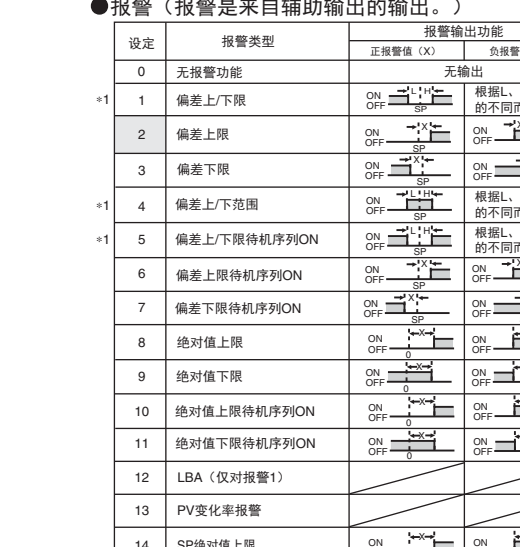 ●报警（报警是来自辅助输出的输出。）
设定 报警类型 报警输出功能
正报警值（X） 负报警
0 无报警功能 无输出
*1 1 偏差上/下限 ON OFF L H SP 根据L、的不同而
2 偏差上限 ON OFF X SP ON OFF X
3 偏差下限 ON OFF X SP ON OFF
*1 4 偏差上/下范围 ON OFF L H SP 根据L、的不同而
*1 5 偏差上/下限待机序列ON ON OFF L H SP 根据L、的不同而
6 偏差上限待机序列ON ON OFF X SP ON OFF X
7 偏差下限待机序列ON ON OFF X SP ON OFF
8 绝对值上限 ON OFF X 0 ON OFF
9 绝对值下限 ON OFF X 0 ON OFF
10 绝对值上限待机序列ON ON OFF X 0 ON OFF
11 绝对值下限待机序列ON ON OFF X 0 ON OFF
12 LBA（仅对报警1）
13 PV变化率报警
14 SP绝对值上限 ON X ON